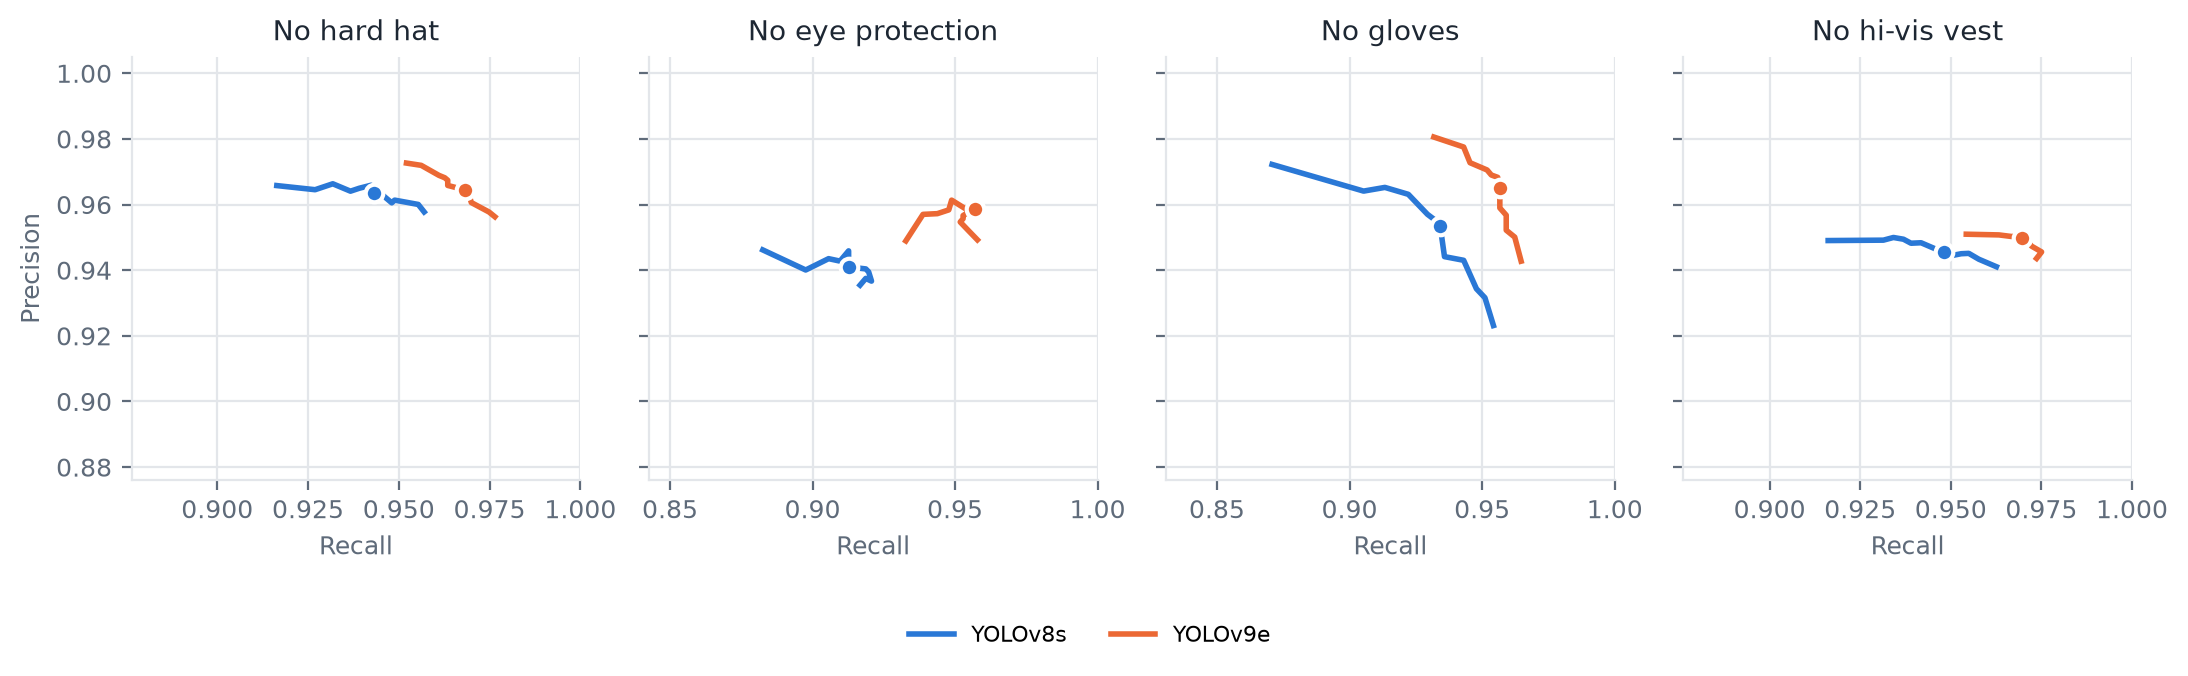 No hard hat No eye protection No gloves No hi-vis vest
1.00
0.98
0.96
0.94
0.92
0.90
0.88
Precision
0.900 0.925 0.950 0.975 1.000 0.85 0.90 0.95 1.00 0.85 0.90 0.95 1.00 0.900 0.925 0.950 0.975 1.000
Recall Recall Recall Recall
YOLOv8s YOLOv9e